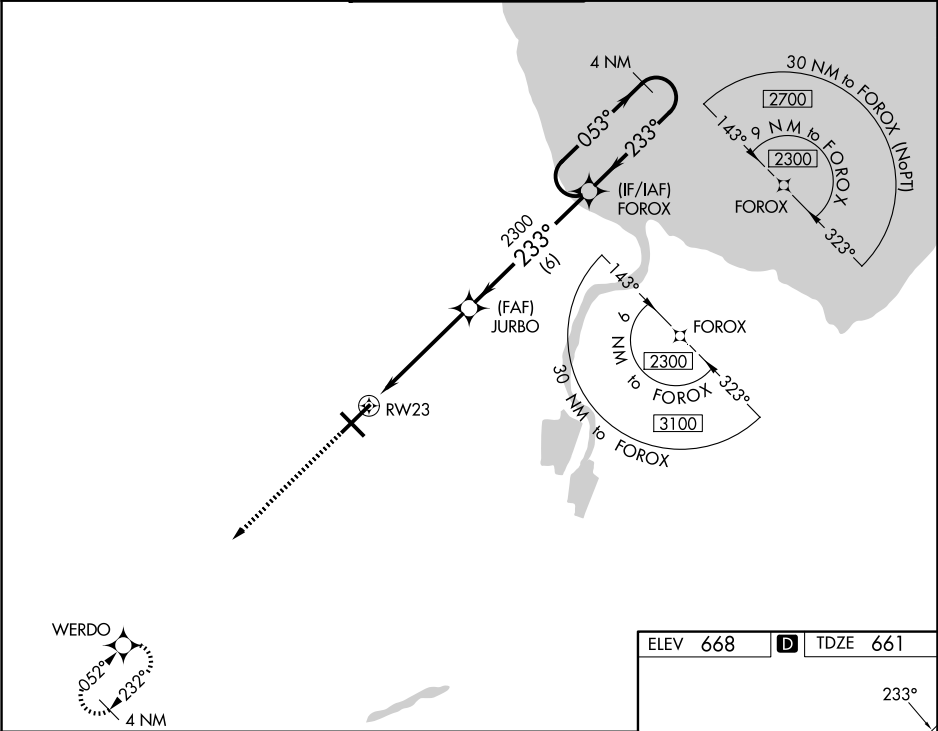 4 NM
053°
233°
(IF/IAF)
FOROX
30 NM to FOROX (NoPT)
2700
143°
9 NM to FOROX
2300
FOROX
323°
2300
233°
(6)
(FAF)
JURBO
RW23
143°
FOROX
9 NM to FOROX
2300
323°
30 NM to FOROX
3100
WERDO
052°
232°
4 NM
ELEV 668 D TDZE 661
233°